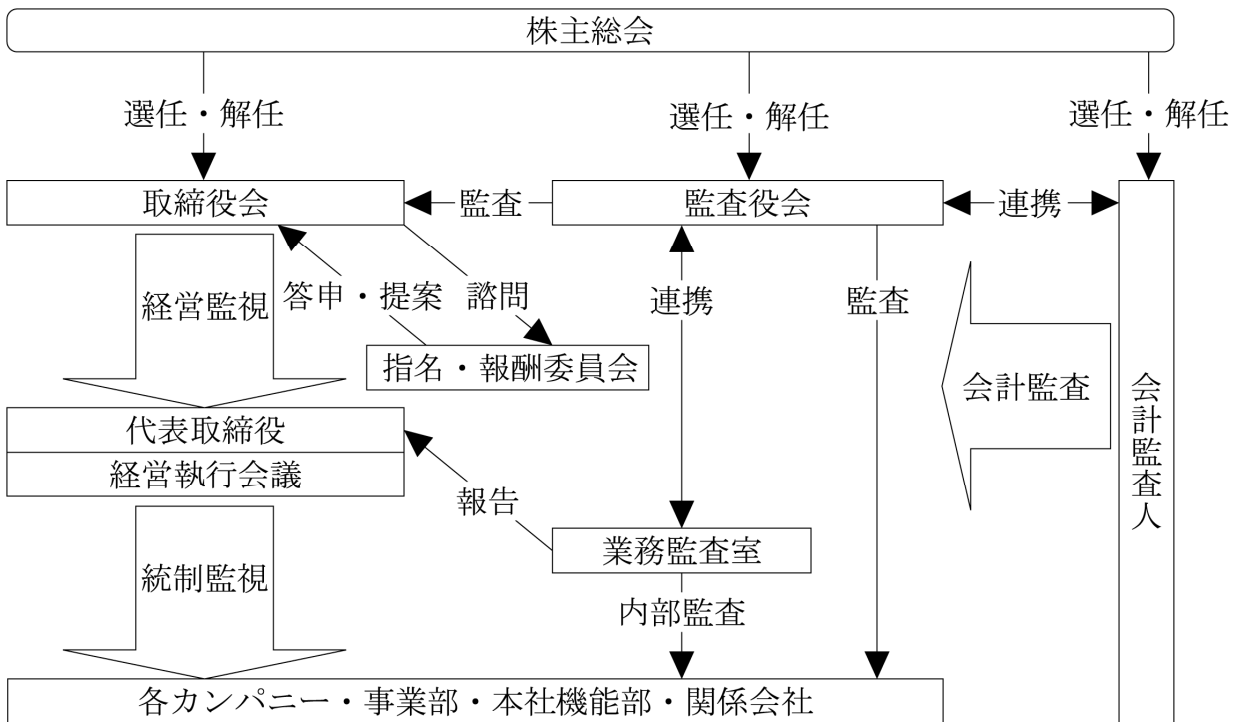 株主総会
選任・解任
選任・解任
選任・解任
取締役会
監査
監査役会
連携
経営監視
答申・提案
諮問
連携
監査
指名・報酬委員会
会計監査
会計監査人
代表取締役
経営執行会議
報告
業務監査室
統制監視
内部監査
各カンパニー・事業部・本社機能部・関係会社